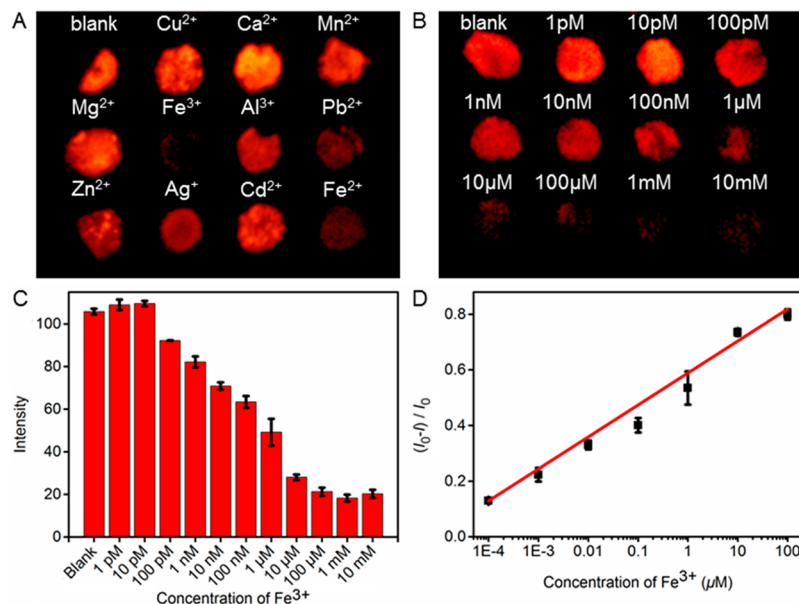 A
blank Cu²⁺ Ca²⁺ Mn²⁺
Mg²⁺ Fe³⁺ Al³⁺ Pb²⁺
Zn²⁺ Ag⁺ Cd²⁺ Fe²⁺
B
blank 1pM 10pM 100pM
1nM 10nM 100nM 1µM
10µM 100µM 1mM 10mM
C
Intensity
100
80
60
40
20
0
Blank 1 pM 10 pM 100 pM 1 nM 10 nM 100 nM 1 µM 10 µM 100 µM 1 mM 10 mM
Concentration of Fe³⁺
D
(I₀-I) / I₀
0.8
0.6
0.4
0.2
0.0
1E-4 1E-3 0.01 0.1 1 10 100
Concentration of Fe³⁺ (µM)